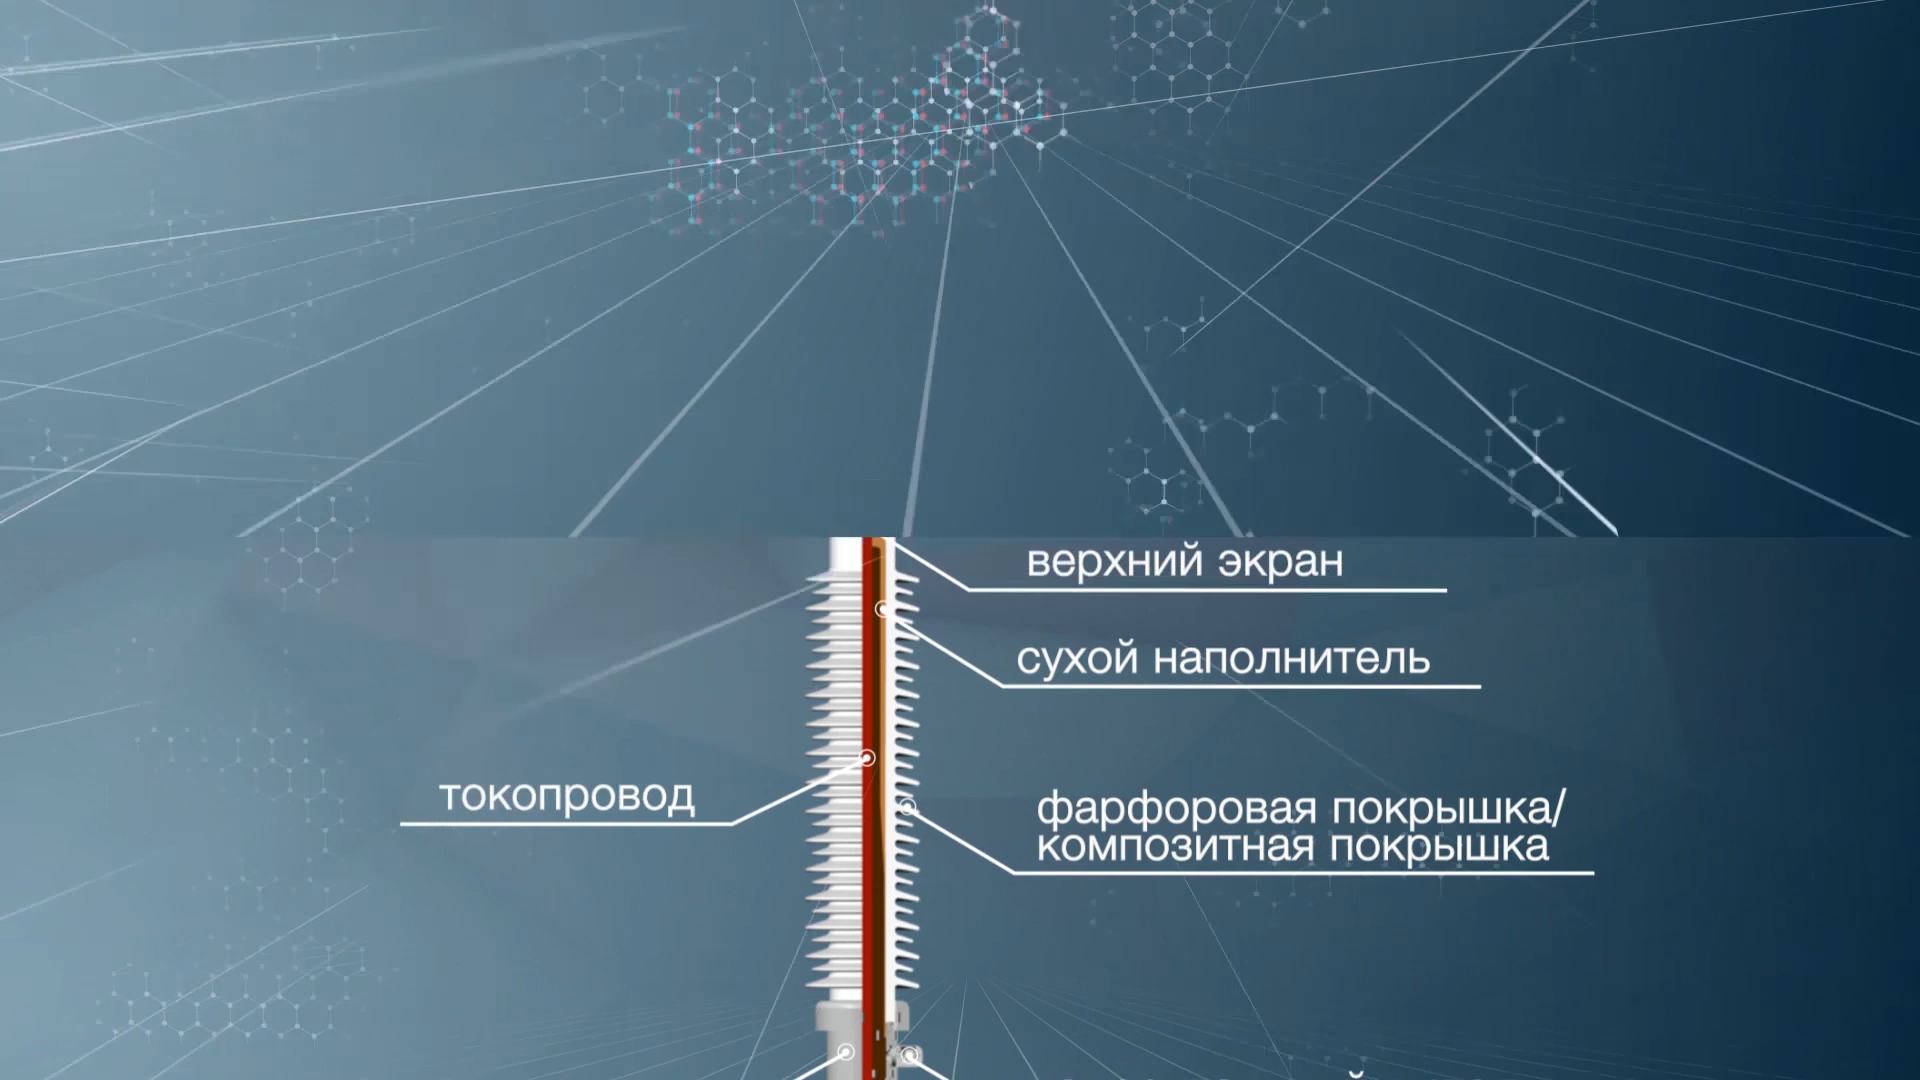 верхний экран
сухой наполнитель
токопровод
фарфоровая покрышка/
композитная покрышка